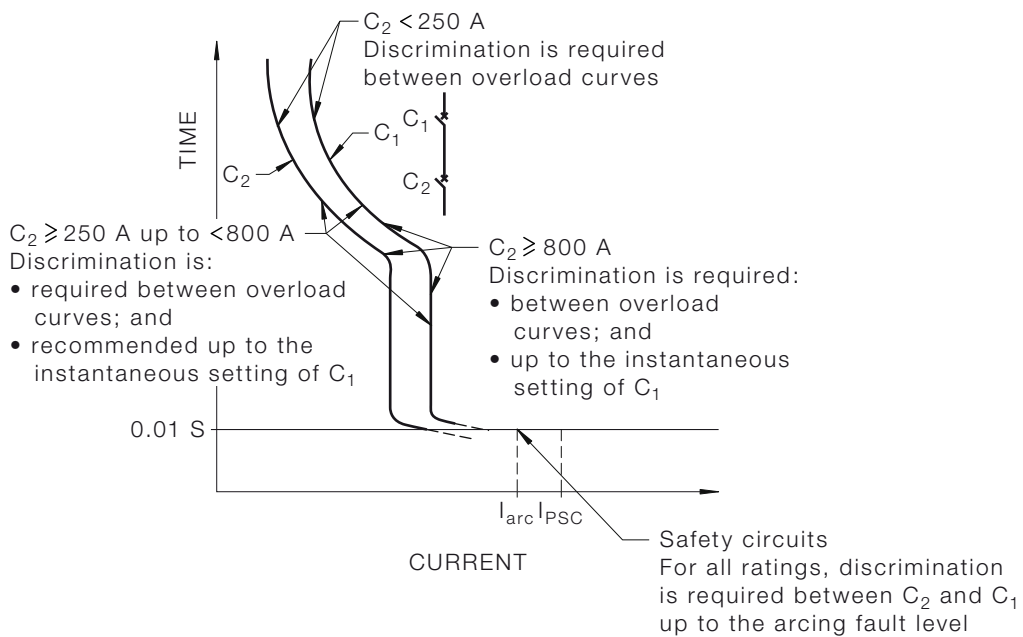 C₂ < 250 A
Discrimination is required
between overload curves
TIME
C₁
C₁
C₂
C₂
C₂ ⩾ 250 A up to < 800 A
Discrimination is:
• required between overload
curves; and
• recommended up to the
instantaneous setting of C₁
C₂ ⩾ 800 A
Discrimination is required:
• between overload
curves; and
• up to the instantaneous
setting of C₁
0.01 S
I_arc I_PSC
CURRENT
Safety circuits
For all ratings, discrimination
is required between C₂ and C₁
up to the arcing fault level